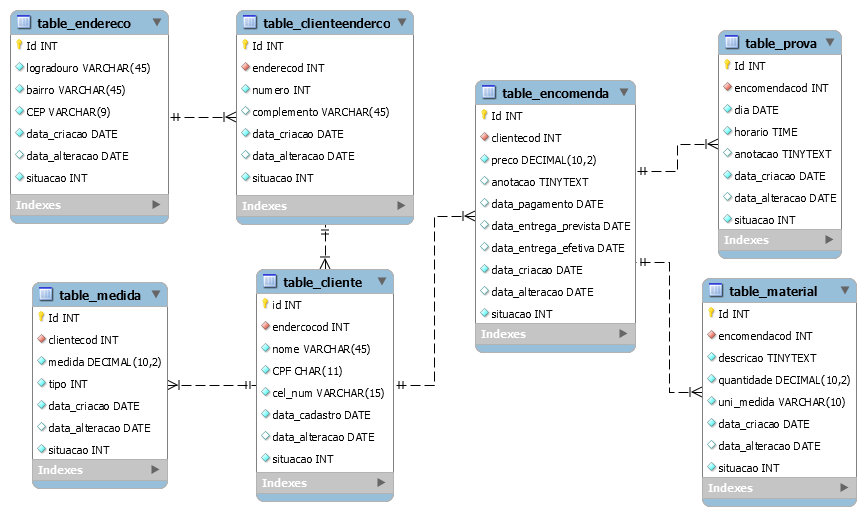 table_endereco
Id INT
logradouro VARCHAR(45)
bairro VARCHAR(45)
CEP VARCHAR(9)
data_criacao DATE
data_alteracao DATE
situacao INT
Indexes
table_clienteenderco
Id INT
enderecod INT
numero INT
complemento VARCHAR(45)
data_criacao DATE
data_alteracao DATE
situacao INT
Indexes
table_encomenda
Id INT
clientecod INT
preco DECIMAL(10,2)
anotacao TINYTEXT
data_pagamento DATE
data_entrega_prevista DATE
data_entrega_efetiva DATE
data_criacao DATE
data_alteracao DATE
situacao INT
Indexes
table_prova
Id INT
encomendacod INT
dia DATE
horario TIME
anotacao TINYTEXT
data_criacao DATE
data_alteracao DATE
situacao INT
Indexes
table_medida
Id INT
clientecod INT
medida DECIMAL(10,2)
tipo INT
data_criacao DATE
data_alteracao DATE
situacao INT
Indexes
table_cliente
id INT
endercocod INT
nome VARCHAR(45)
CPF CHAR(11)
cel_num VARCHAR(15)
data_cadastro DATE
data_alteracao DATE
situacao INT
Indexes
table_material
Id INT
encomendacod INT
descricao TINYTEXT
quantidade DECIMAL(10,2)
uni_medida VARCHAR(10)
data_criacao DATE
data_alteracao DATE
situacao INT
Indexes